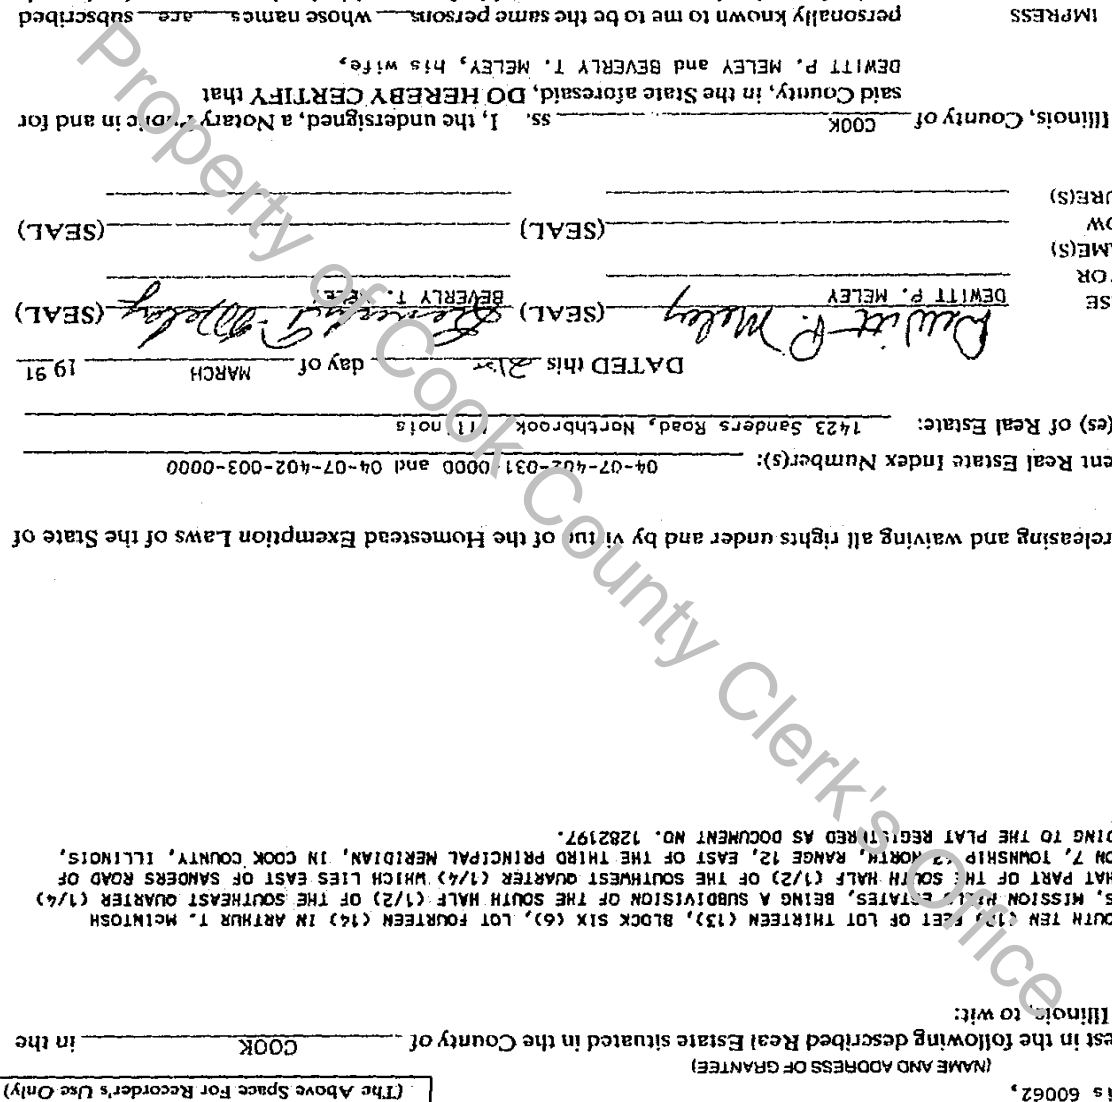 is 60062,
(The Above Space For Recorder's Use Only)
(NAME AND ADDRESS OF GRANTEE)
est in the following described Real Estate situated in the County of COOK in the
Illinois, to wit:
OUTH TEN (10) FEET OF LOT THIRTEEN (13), BLOCK SIX (6), LOT FOURTEEN (14) IN ARTHUR T. McINTOSH
S, MISSION HILLS ESTATES, BEING A SUBDIVISION OF THE SOUTH HALF (1/2) OF THE SOUTHEAST QUARTER (1/4)
HAT PART OF THE SOUTH HALF (1/2) OF THE SOUTHWEST QUARTER (1/4) WHICH LIES EAST OF SANDERS ROAD OF
ON 7, TOWNSHIP 42 NORTH, RANGE 12, EAST OF THE THIRD PRINCIPAL MERIDIAN, IN COOK COUNTY, ILLINOIS,
DING TO THE PLAT REGISTERED AS DOCUMENT NO. 1282197.
releasing and waiving all rights under and by virtue of the Homestead Exemption Laws of the State of
ent Real Estate Index Number(s): 04-07-402-031-0000 and 04-07-402-003-0000
(es) of Real Estate: 1423 Sanders Road, Northbrook, Illinois
DATED this 21st day of MARCH 19 91
Dewitt P. Meley (SEAL) Beverly T. Meley (SEAL)
SE DEWITT P. MELEY BEVERLY T. MELEY
OR
AME(S)
OW (SEAL) (SEAL)
URE(S)
Illinois, County of COOK ss. I, the undersigned, a Notary Public in and for
said County, in the State aforesaid, DO HEREBY CERTIFY that
DEWITT P. MELEY and BEVERLY T. MELEY, his wife,
IMPRESS personally known to me to be the same persons whose names are subscribed
Property of Cook County Clerk's Office